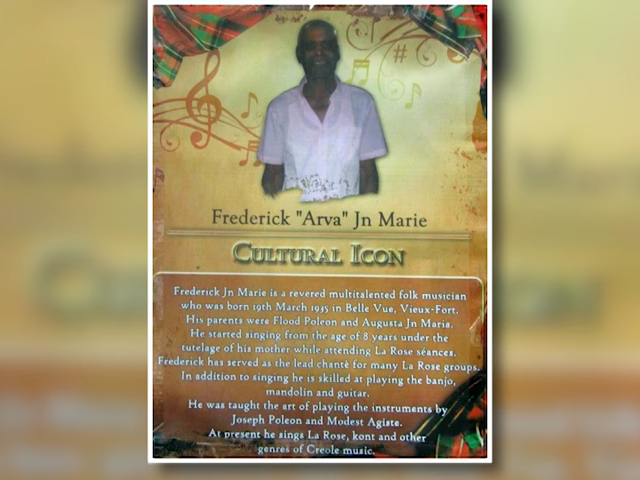 Frederick "Arva" Jn Marie
CULTURAL ICON
Frederick Jn Marie is a revered multitalented folk musician
who was born 19th March 1935 in Belle Vue, Vieux-Fort.
His parents were Flood Poleon and Augusta Jn Maria.
He started singing from the age of 8 years under the
tutelage of his mother while attending La Rose séances.
Frederick has served as the lead chantè for many La Rose groups.
In addition to singing he is skilled at playing the banjo,
mandolin and guitar.
He was taught the art of playing the instruments by
Joseph Poleon and Modest Agiste.
At present he sings La Rose, kont and other
genres of Creole music.